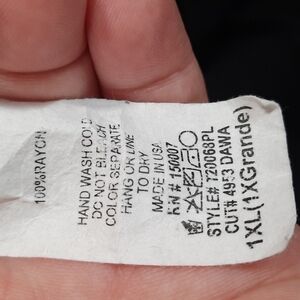 100%RAYON
HAND WASH COLD
DO NOT BLEACH
COLOR SEPARATE
HANG OR LINE
TO DRY
MADE IN USA
RN # 150007
STYLE# T20068PL
CUT# 4953 DAWA
1XL(1XGrande)